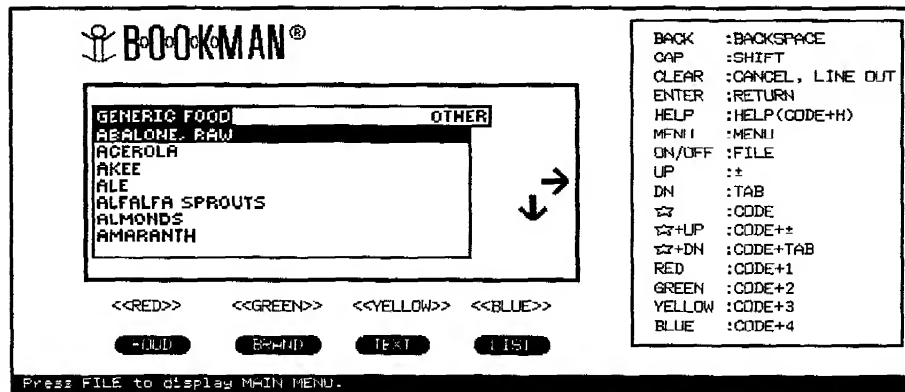 BOOKMAN®
GENERIC FOOD OTHER
ABALONE, RAW
ACEROLA
AKEE
ALE
ALFALFA SPROUTS
ALMONDS
AMARANTH
<<RED>> <<GREEN>> <<YELLOW>> <<BLUE>>
FOOD BRAND TEXT LIST
Press FILE to display MAIN MENU.
BACK :BACKSPACE
CAP :SHIFT
CLEAR :CANCEL, LINE OUT
ENTER :RETURN
HELP :HELP(CODE+H)
MENU :MENU
ON/OFF :FILE
UP :±
DN :TAB
☆ :CODE
☆+UP :CODE+±
☆+DN :CODE+TAB
RED :CODE+1
GREEN :CODE+2
YELLOW :CODE+3
BLUE :CODE+4